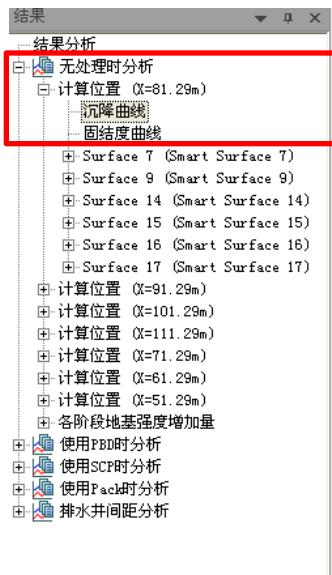 结果
结果分析
无处理时分析
计算位置 (X=81.29m)
沉降曲线
固结度曲线
Surface 7 (Smart Surface 7)
Surface 9 (Smart Surface 9)
Surface 14 (Smart Surface 14)
Surface 15 (Smart Surface 15)
Surface 16 (Smart Surface 16)
Surface 17 (Smart Surface 17)
计算位置 (X=91.29m)
计算位置 (X=101.29m)
计算位置 (X=111.29m)
计算位置 (X=71.29m)
计算位置 (X=61.29m)
计算位置 (X=51.29m)
各阶段地基强度增加量
使用PBD时分析
使用SCP时分析
使用Pack时分析
排水井间距分析